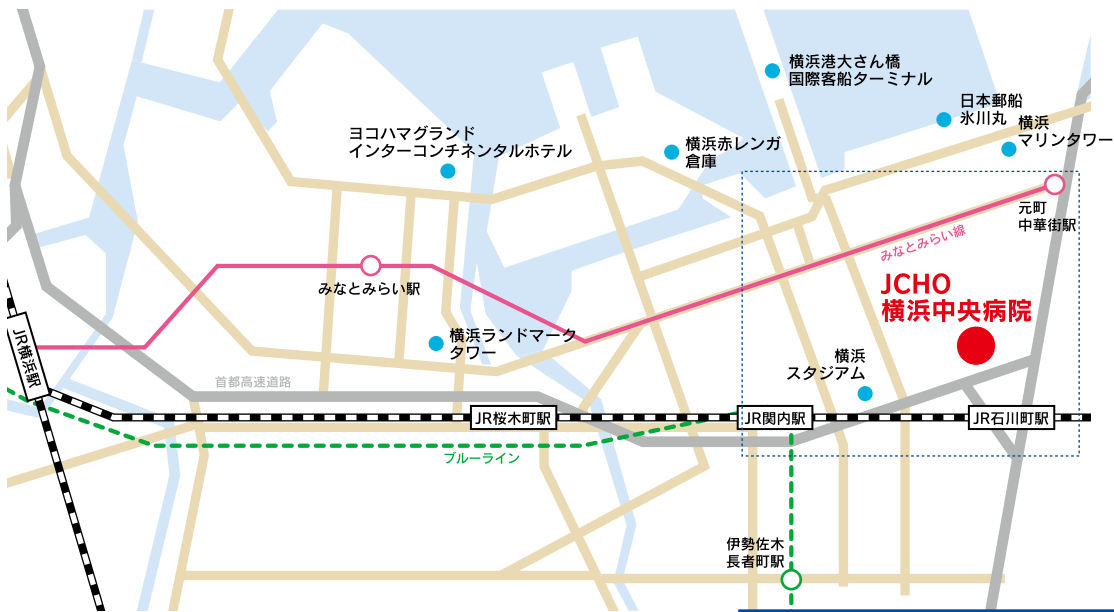 横浜港大さん橋
国際客船ターミナル
日本郵船
氷川丸
横浜
マリンタワー
ヨコハマグランド
インターコンチネンタルホテル
横浜赤レンガ
倉庫
元町
中華街駅
みなとみらい線
みなとみらい駅
JCHO
横浜中央病院
横浜ランドマーク
タワー
JR横浜駅
横浜
スタジアム
首都高速道路
JR桜木町駅
JR関内駅
JR石川町駅
ブルーライン
伊勢佐木
長者町駅